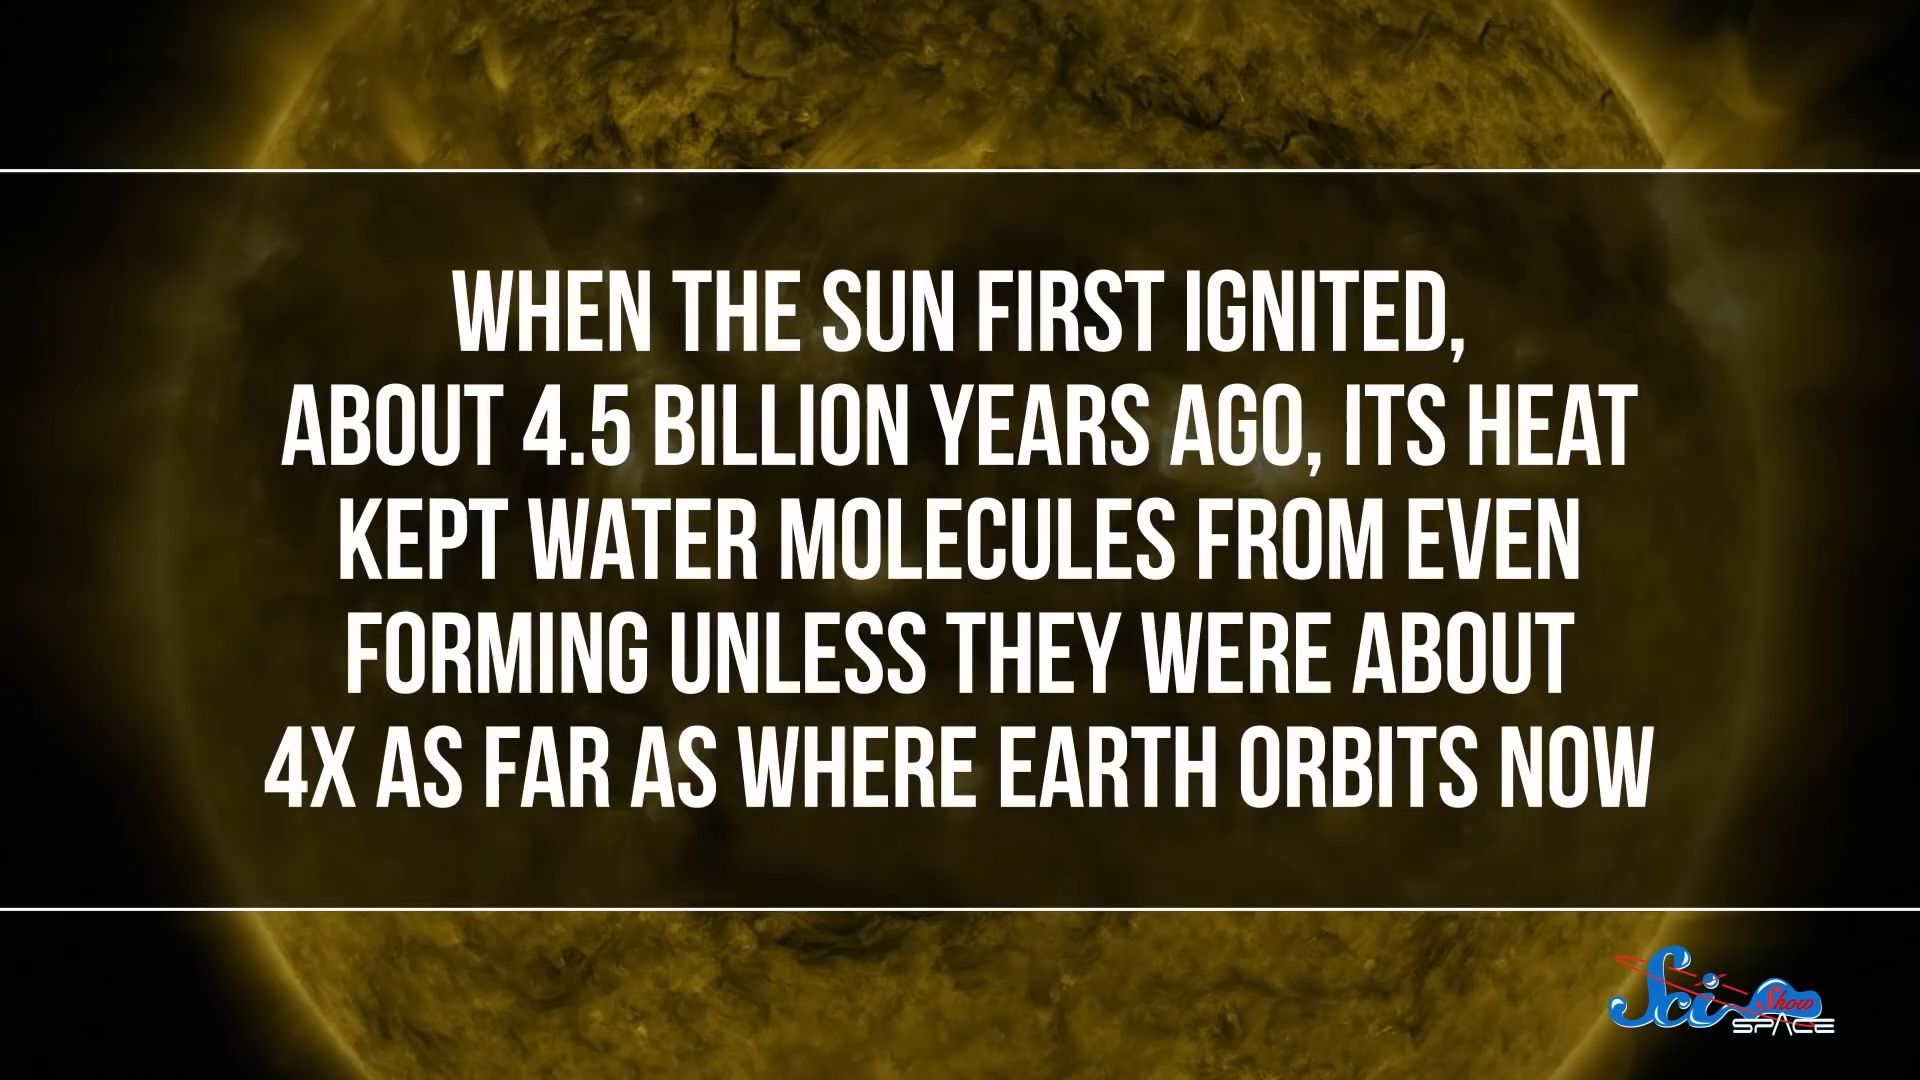 WHEN THE SUN FIRST IGNITED,
ABOUT 4.5 BILLION YEARS AGO, ITS HEAT
KEPT WATER MOLECULES FROM EVEN
FORMING UNLESS THEY WERE ABOUT
4X AS FAR AS WHERE EARTH ORBITS NOW
Sci Show
SPACE